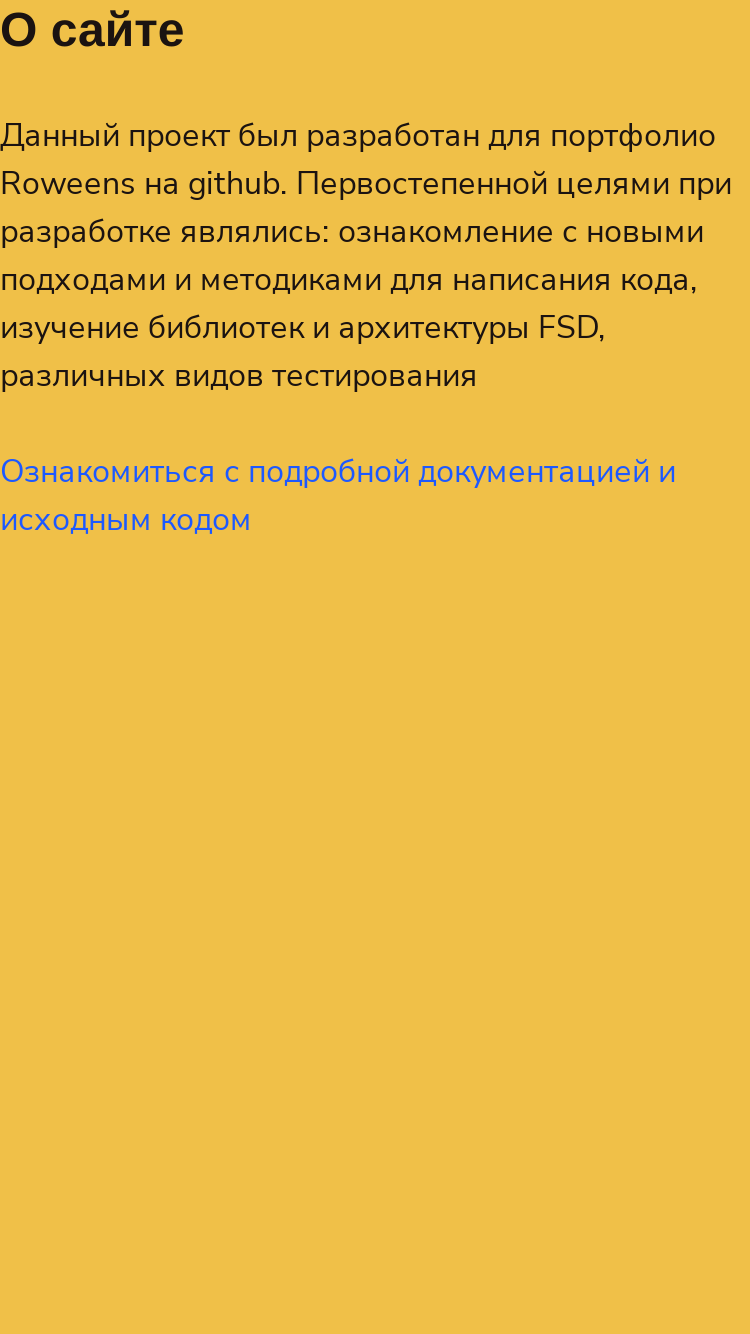 О сайте
Данный проект был разработан для портфолио
Roweens на github. Первостепенной целями при
разработке являлись: ознакомление с новыми
подходами и методиками для написания кода,
изучение библиотек и архитектуры FSD,
различных видов тестирования
Ознакомиться с подробной документацией и
исходным кодом